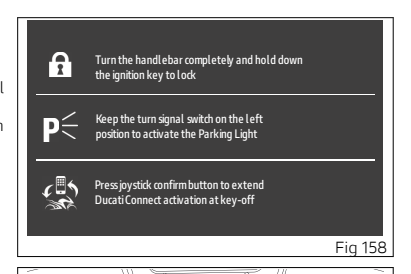 Turn the handlebar completely and hold down
the ignition key to lock
l
P
Keep the turn signal switch on the left
n
position to activate the Parking Light
Press joystick confirm button to extend
Ducati Connect activation at key-off
Fig 158